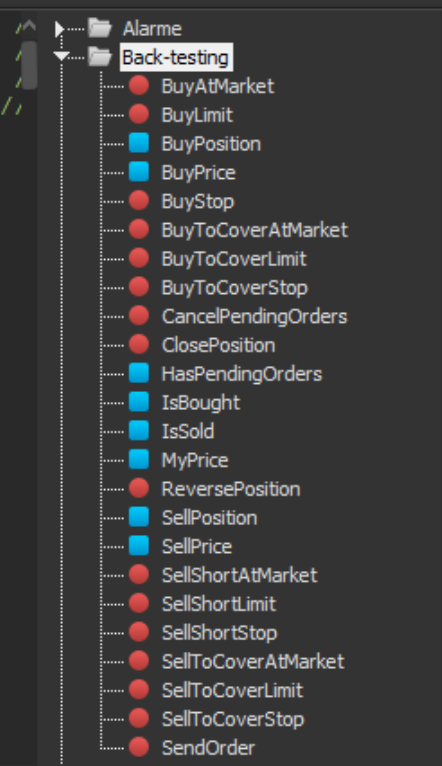 Alarme
Back-testing
BuyAtMarket
BuyLimit
BuyPosition
BuyPrice
BuyStop
BuyToCoverAtMarket
BuyToCoverLimit
BuyToCoverStop
CancelPendingOrders
ClosePosition
HasPendingOrders
IsBought
IsSold
MyPrice
ReversePosition
SellPosition
SellPrice
SellShortAtMarket
SellShortLimit
SellShortStop
SellToCoverAtMarket
SellToCoverLimit
SellToCoverStop
SendOrder